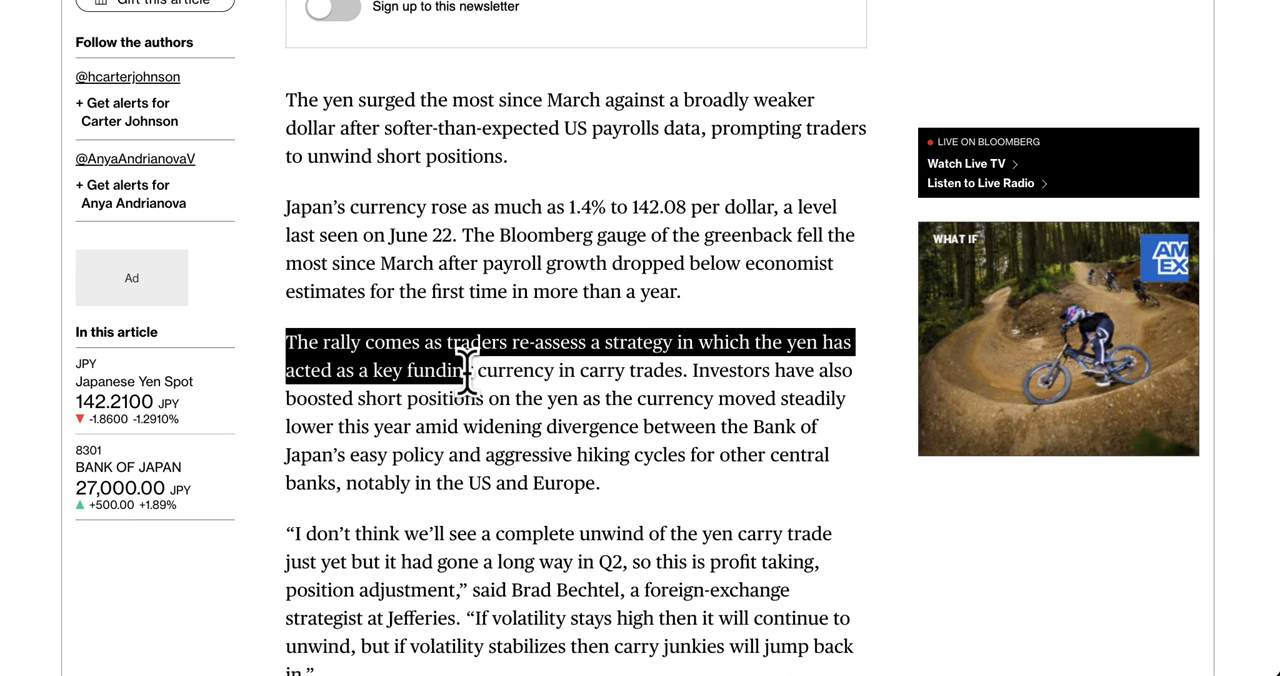 Gift this article
Follow the authors
@hcarterjohnson
+ Get alerts for
Carter Johnson
@AnyaAndrianovaV
+ Get alerts for
Anya Andrianova
Ad
In this article
JPY
Japanese Yen Spot
142.2100 JPY
▼ -1.8600 -1.2910%
8301
BANK OF JAPAN
27,000.00 JPY
▲ +500.00 +1.89%
Sign up to this newsletter
The yen surged the most since March against a broadly weaker
dollar after softer-than-expected US payrolls data, prompting traders
to unwind short positions.
Japan’s currency rose as much as 1.4% to 142.08 per dollar, a level
last seen on June 22. The Bloomberg gauge of the greenback fell the
most since March after payroll growth dropped below economist
estimates for the first time in more than a year.
The rally comes as traders re-assess a strategy in which the yen has
acted as a key funding currency in carry trades. Investors have also
boosted short positions on the yen as the currency moved steadily
lower this year amid widening divergence between the Bank of
Japan’s easy policy and aggressive hiking cycles for other central
banks, notably in the US and Europe.
“I don’t think we’ll see a complete unwind of the yen carry trade
just yet but it had gone a long way in Q2, so this is profit taking,
position adjustment,” said Brad Bechtel, a foreign-exchange
strategist at Jefferies. “If volatility stays high then it will continue to
unwind, but if volatility stabilizes then carry junkies will jump back
in.”
LIVE ON BLOOMBERG
Watch Live TV >
Listen to Live Radio >
WHAT IF
AM
EX